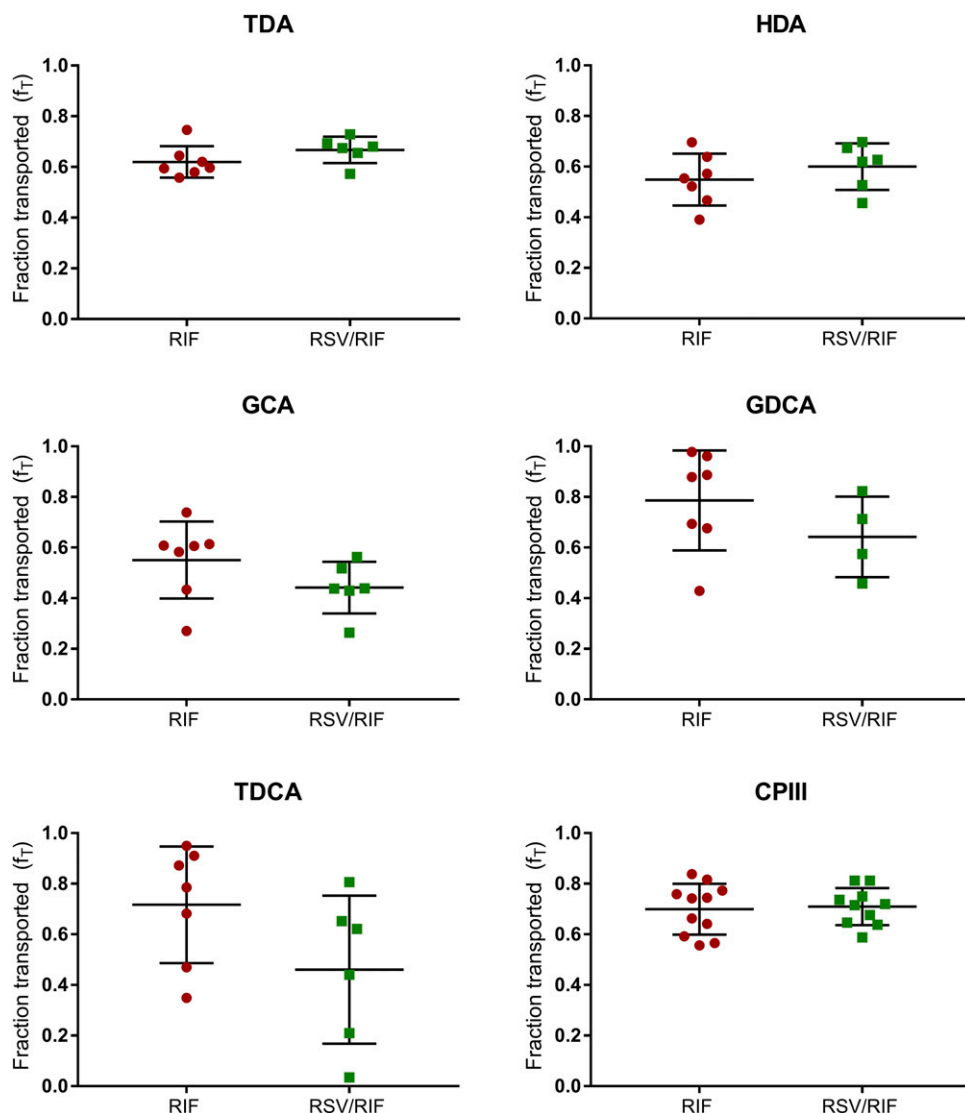 TDA
Fraction transported (fT)
1.0
0.8
0.6
0.4
0.2
0.0
RIF
RSV/RIF
HDA
Fraction transported (fT)
1.0
0.8
0.6
0.4
0.2
0.0
RIF
RSV/RIF
GCA
Fraction transported (fT)
1.0
0.8
0.6
0.4
0.2
0.0
RIF
RSV/RIF
GDCA
Fraction transported (fT)
1.0
0.8
0.6
0.4
0.2
0.0
RIF
RSV/RIF
TDCA
Fraction transported (fT)
1.0
0.8
0.6
0.4
0.2
0.0
RIF
RSV/RIF
CPIII
Fraction transported (fT)
1.0
0.8
0.6
0.4
0.2
0.0
RIF
RSV/RIF